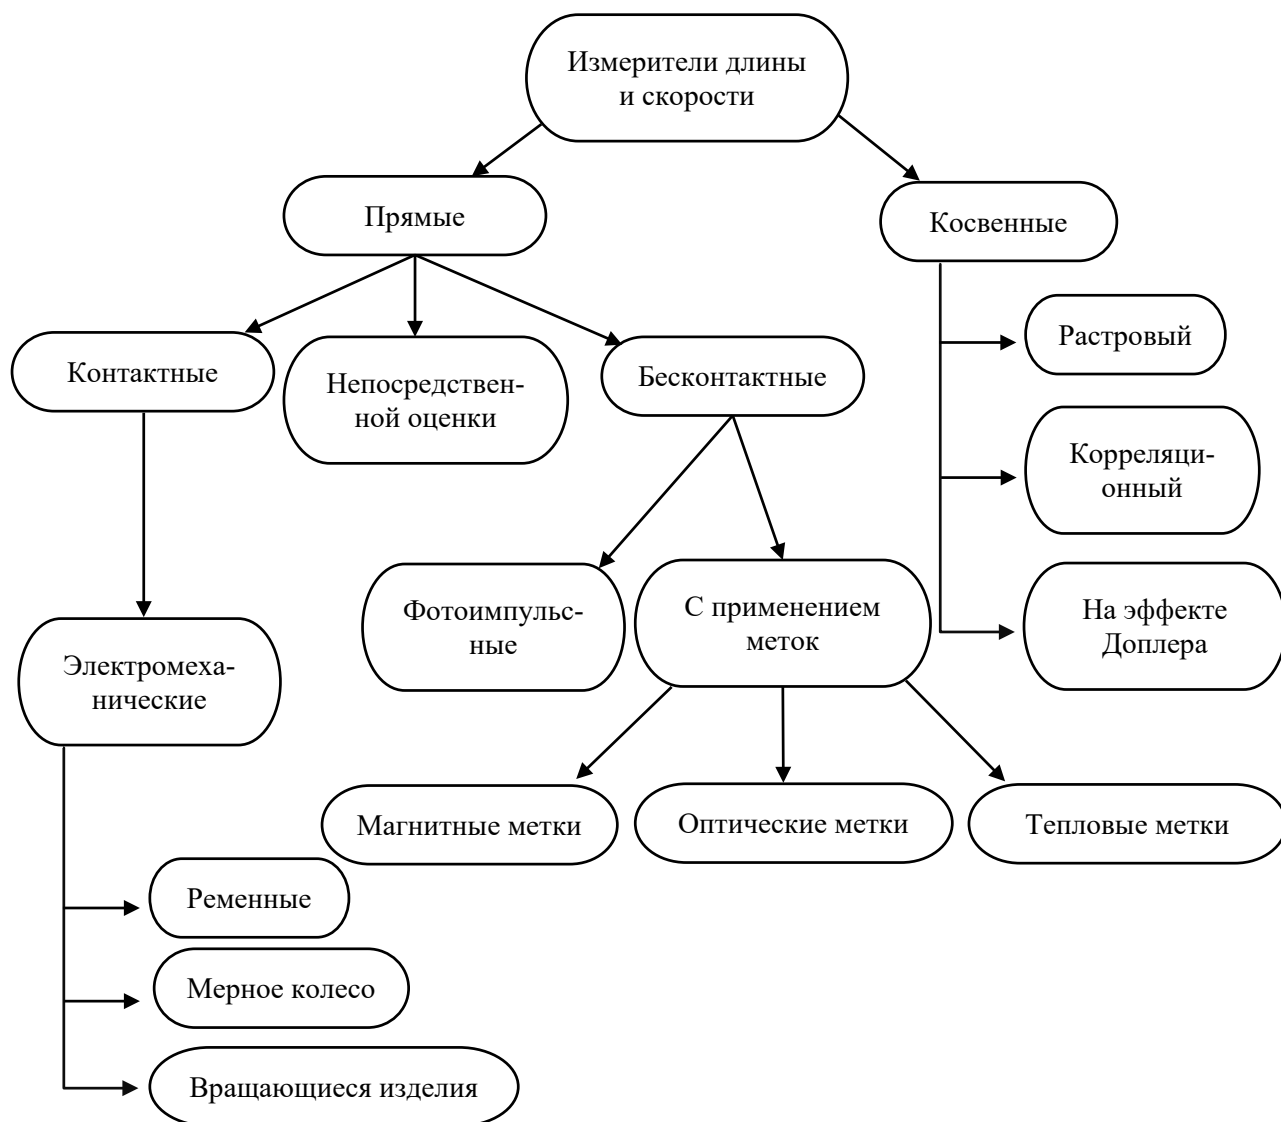 Измерители длины
и скорости
Прямые
Косвенные
Контактные
Непосредствен-
ной оценки
Бесконтактные
Растровый
Корреляци-
онный
Фотоимпульс-
ные
С применением
меток
На эффекте
Доплера
Электромеха-
нические
Магнитные метки
Оптические метки
Тепловые метки
Ременные
Мерное колесо
Вращающиеся изделия